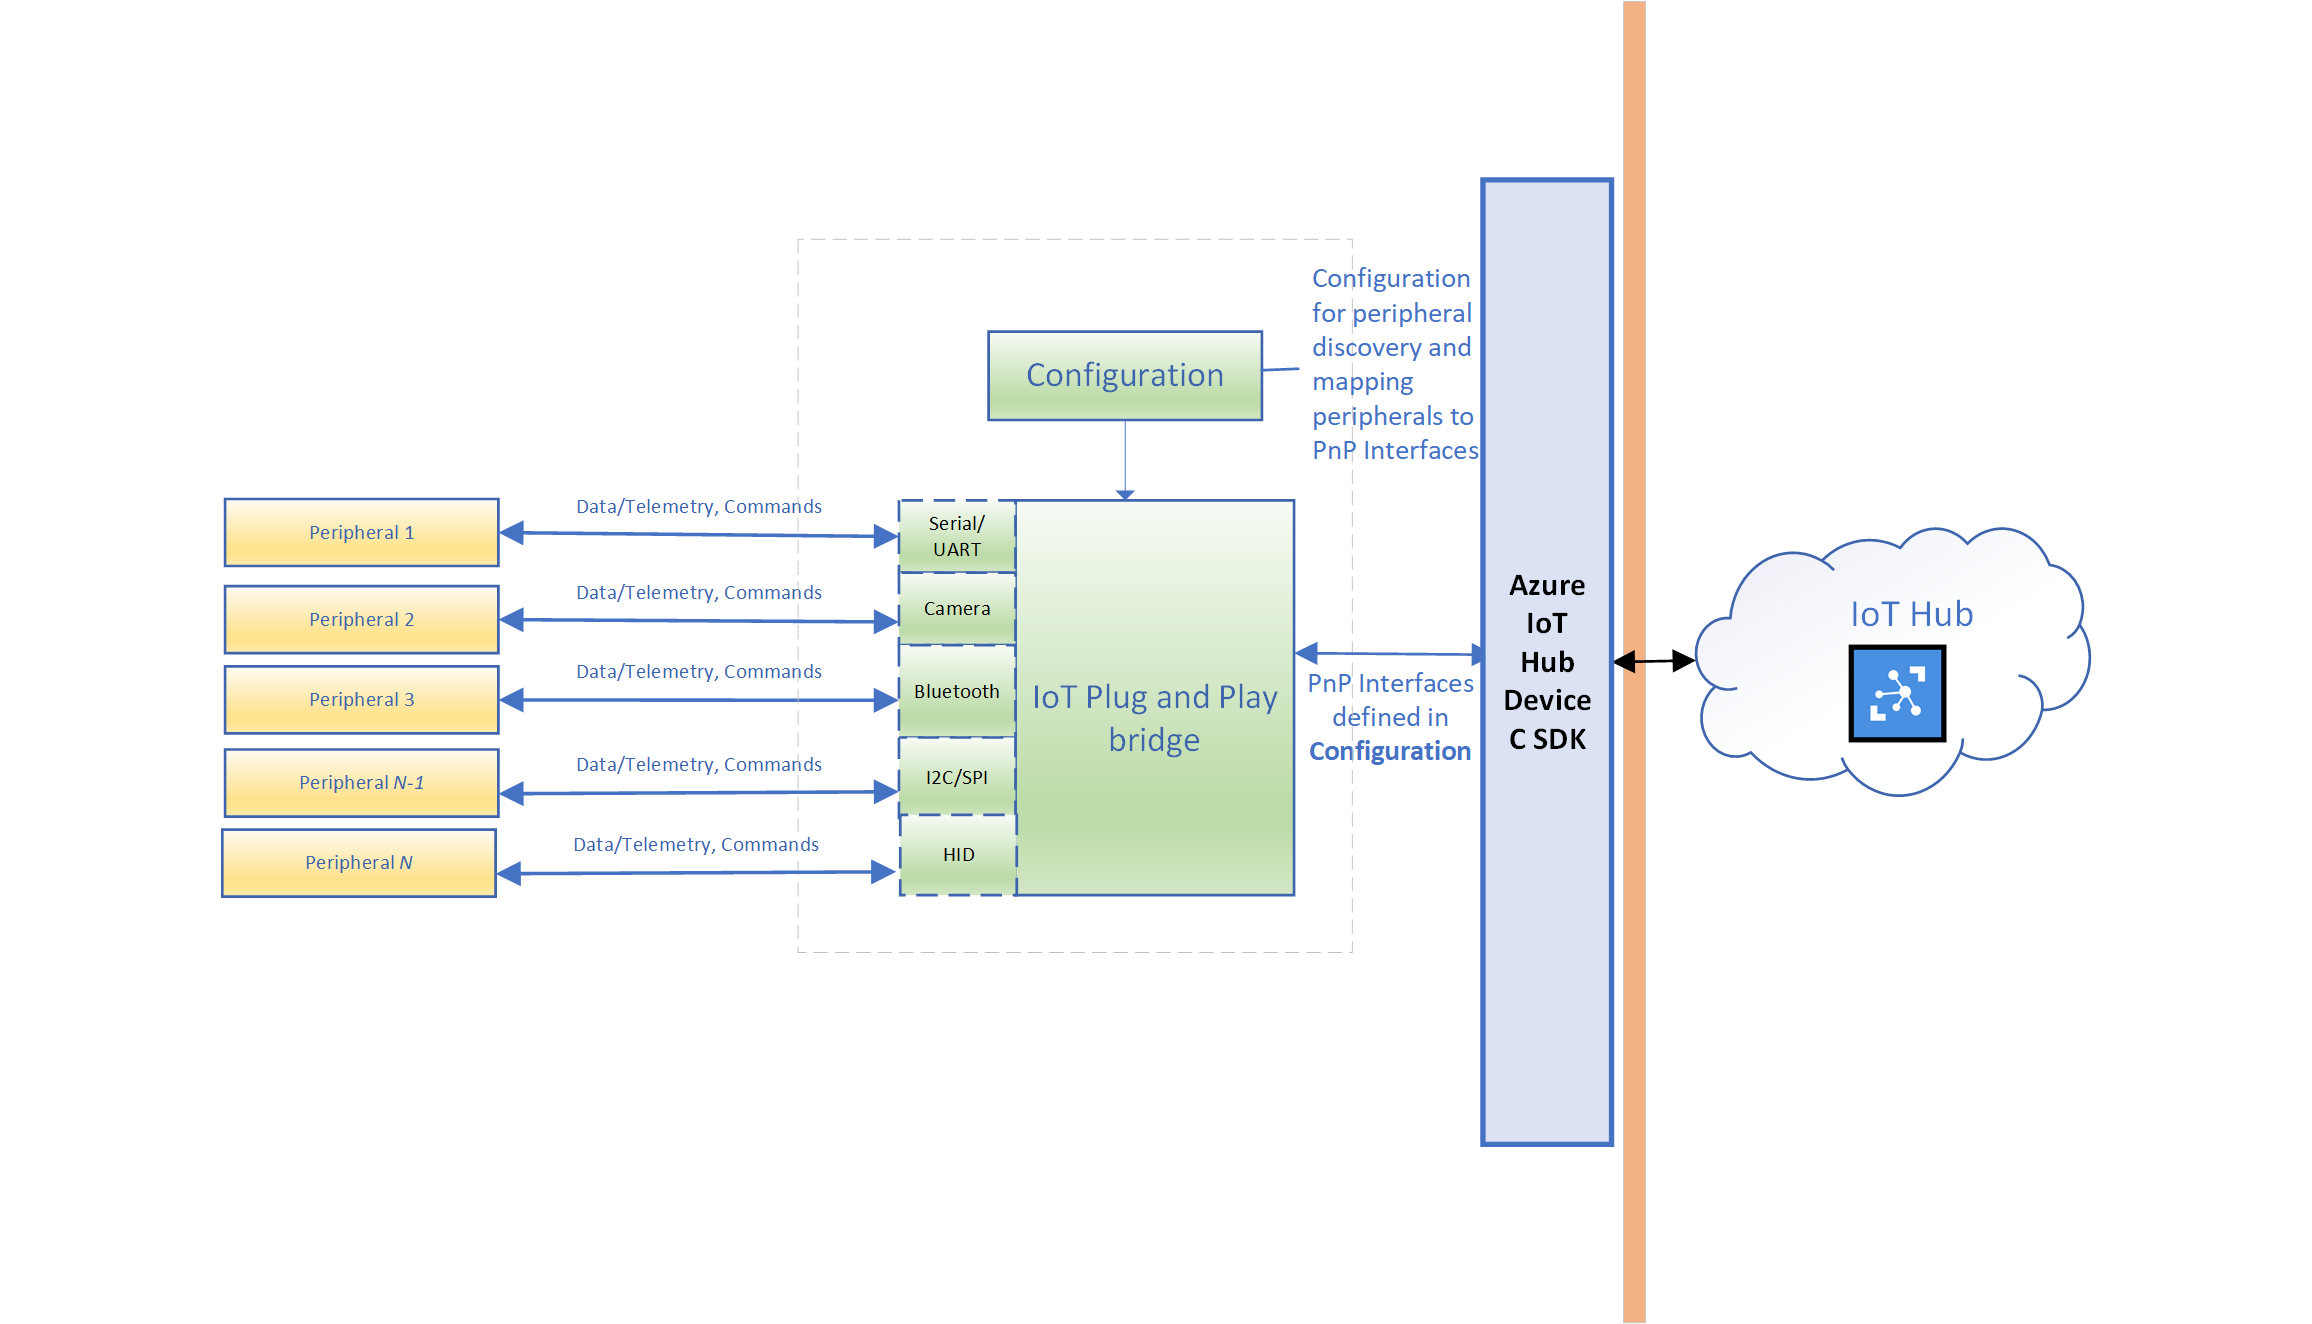 Configuration
Configuration
for peripheral
discovery and
mapping
peripherals to
PnP Interfaces
Peripheral 1
Data/Telemetry, Commands
Serial/
UART
Peripheral 2
Data/Telemetry, Commands
Camera
Peripheral 3
Data/Telemetry, Commands
Bluetooth
Peripheral N-1
Data/Telemetry, Commands
I2C/SPI
Peripheral N
Data/Telemetry, Commands
HID
IoT Plug and Play
bridge
PnP Interfaces
defined in
Configuration
Azure
IoT
Hub
Device
C SDK
IoT Hub